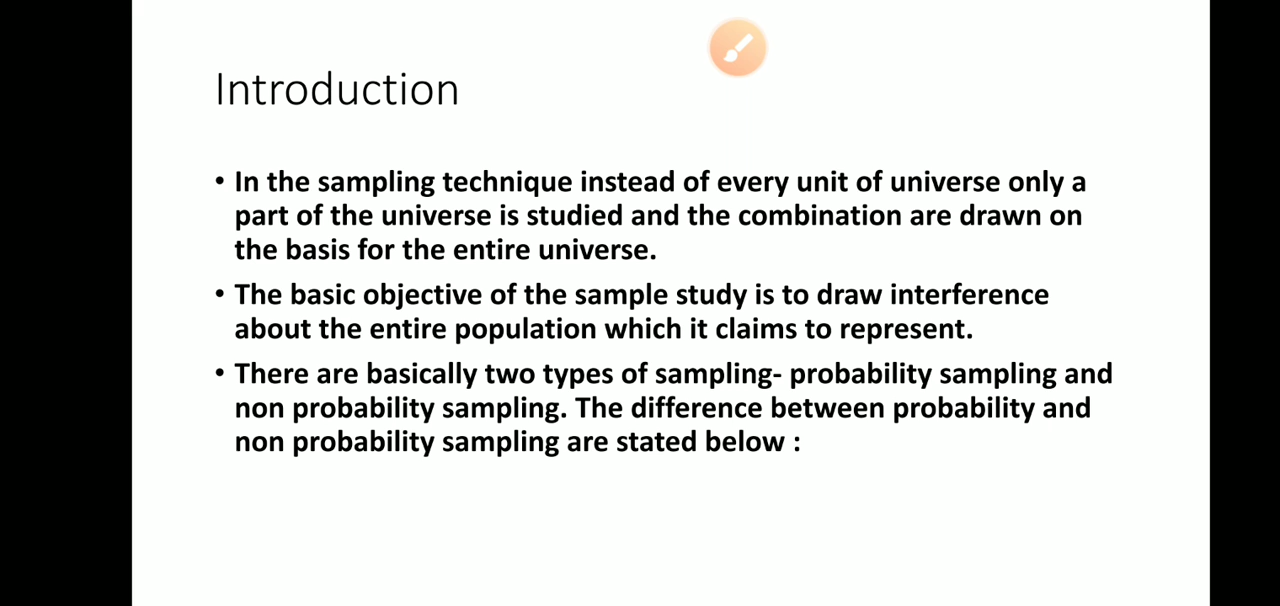 Introduction
• In the sampling technique instead of every unit of universe only a
part of the universe is studied and the combination are drawn on
the basis for the entire universe.
• The basic objective of the sample study is to draw interference
about the entire population which it claims to represent.
• There are basically two types of sampling- probability sampling and
non probability sampling. The difference between probability and
non probability sampling are stated below :